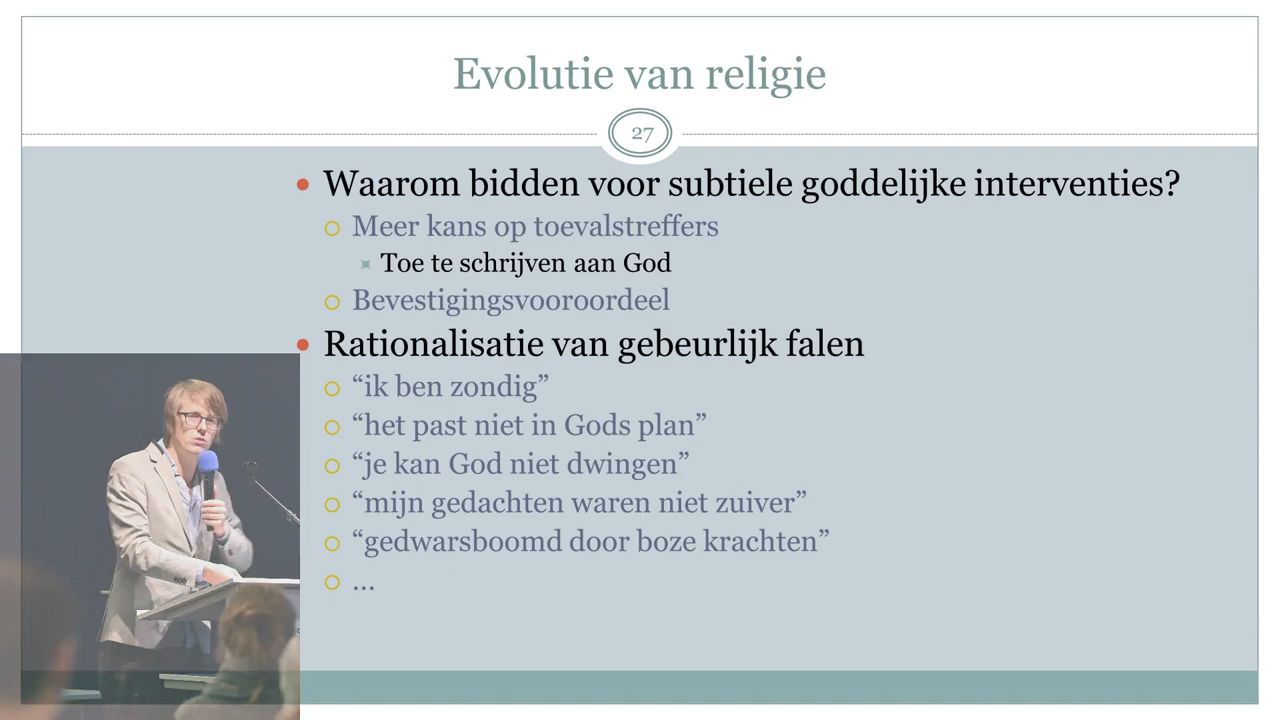 Evolutie van religie
27
Waarom bidden voor subtiele goddelijke interventies?
Meer kans op toevalstreffers
Toe te schrijven aan God
Bevestigingsvooroordeel
Rationalisatie van gebeurlijk falen
“ik ben zondig”
“het past niet in Gods plan”
“je kan God niet dwingen”
“mijn gedachten waren niet zuiver”
“gedwarsboomd door boze krachten”
...